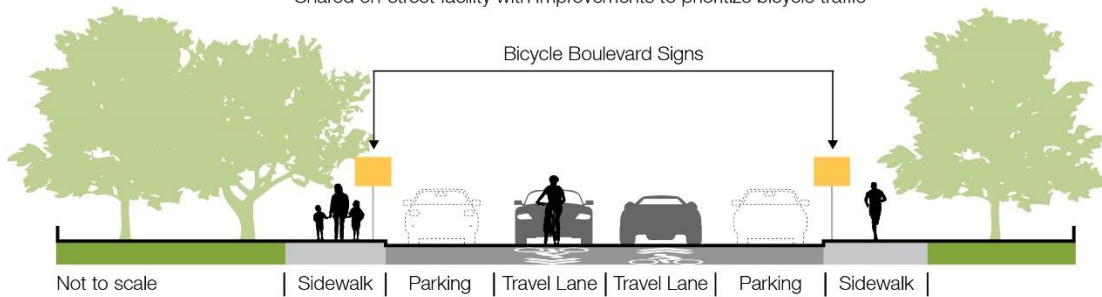 Shared on-street facility with improvements to prioritize bicycle traffic
Bicycle Boulevard Signs
Not to scale
Sidewalk
Parking
Travel Lane
Travel Lane
Parking
Sidewalk